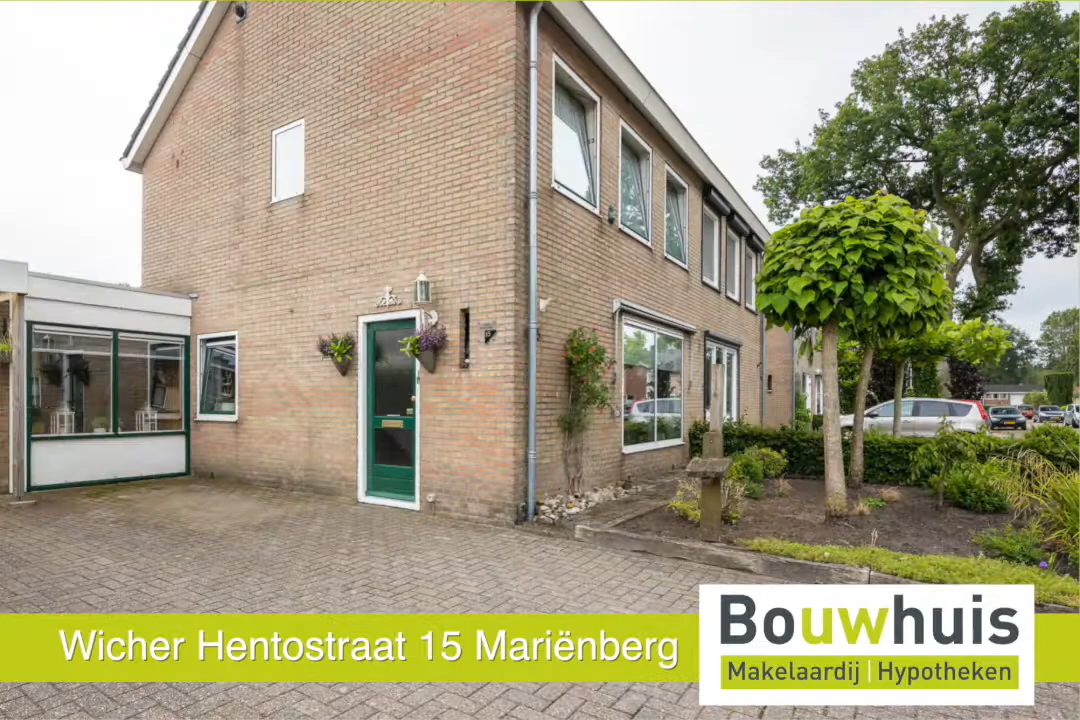 Wicher Hentostraat 15 Mariënberg
Bouwhuis
Makelaardij | Hypotheken